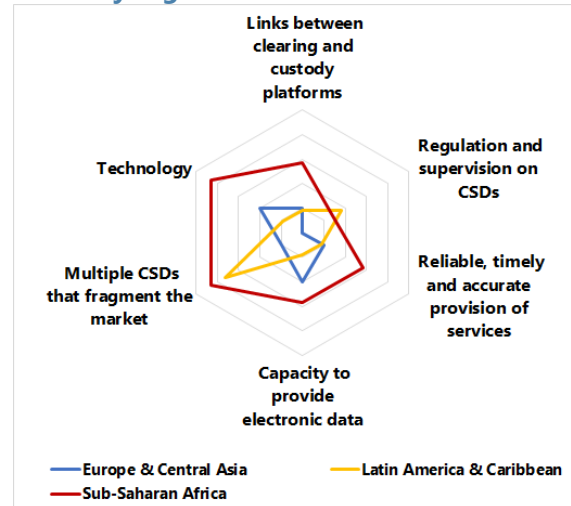 Links between
clearing and
custody
platforms
Regulation and
supervision on
CSDs
Technology
Reliable, timely
and accurate
provision of
services
Multiple CSDs
that fragment the
market
Capacity to
provide
electronic data
Europe & Central Asia
Latin America & Caribbean
Sub-Saharan Africa